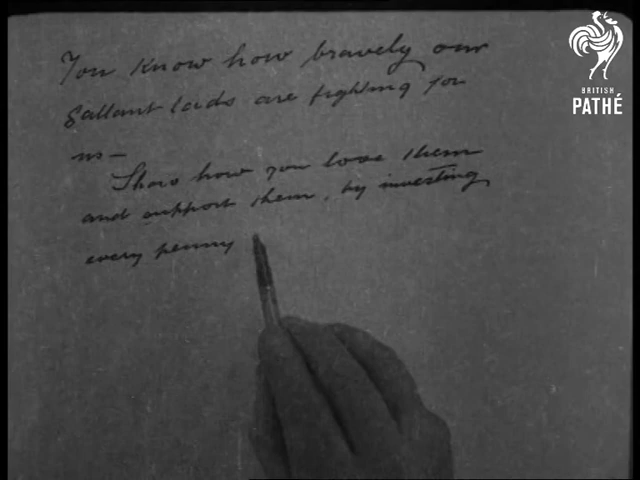 You know how bravely our
gallant lads are fighting for
us—
Show how you love them
and support them, by investing
every penny
BRITISH
PATHÉ